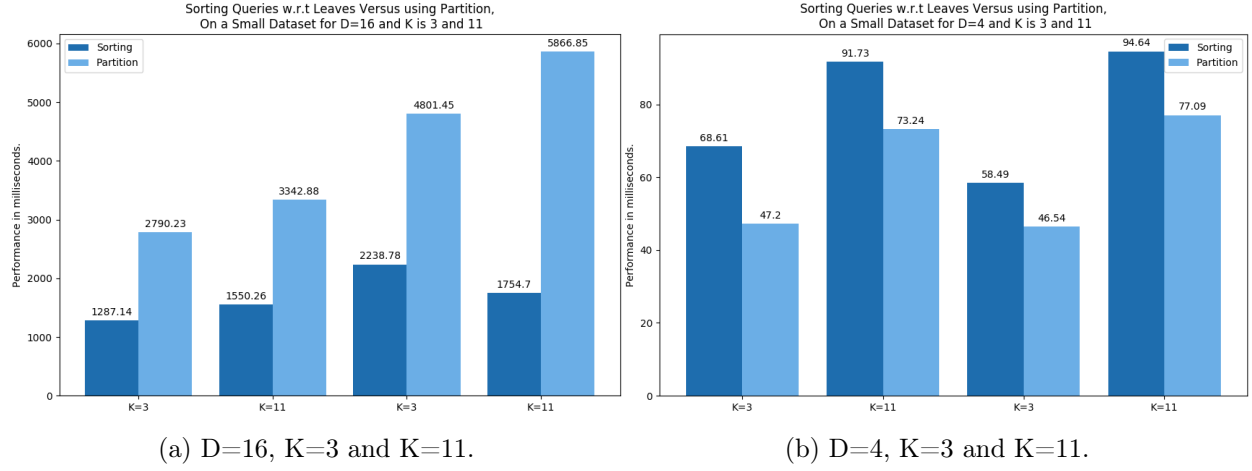 Sorting Queries w.r.t Leaves Versus using Partition,
On a Small Dataset for D=16 and K is 3 and 11
Sorting
Partition
Performance in milliseconds.
6000
5000
4000
3000
2000
1000
0
1287.14
2790.23
1550.26
3342.88
2238.78
4801.45
1754.7
5866.85
K=3
K=11
K=3
K=11
(a) D=16, K=3 and K=11.
Sorting Queries w.r.t Leaves Versus using Partition,
On a Small Dataset for D=4 and K is 3 and 11
Sorting
Partition
Performance in milliseconds.
80
60
40
20
0
68.61
47.2
91.73
73.24
58.49
46.54
94.64
77.09
K=3
K=11
K=3
K=11
(b) D=4, K=3 and K=11.